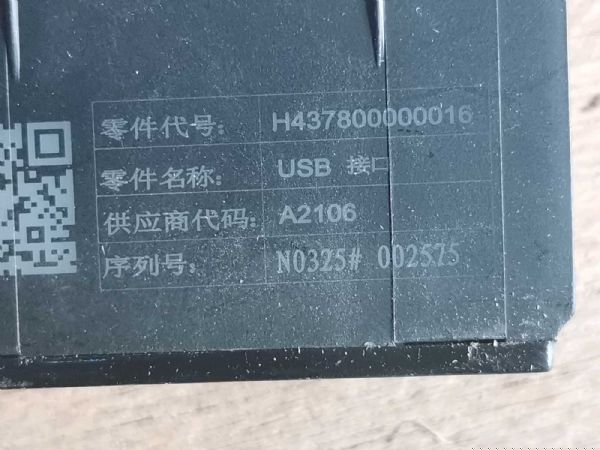 零件代号: H437800000016
零件名称: USB 接口
供应商代码: A2106
序列号: N0325# 002575